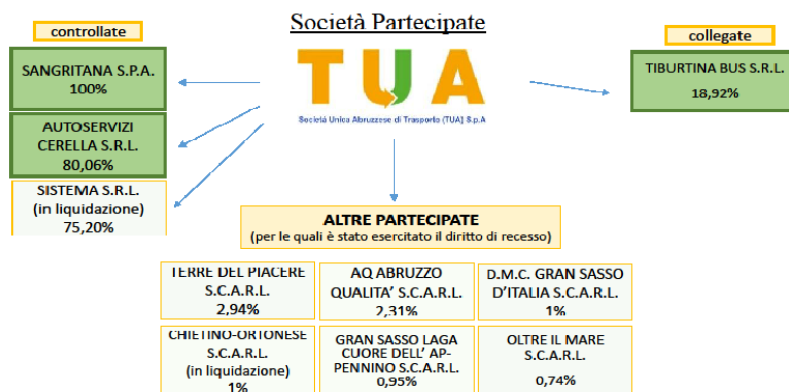 Società Partecipate
controllate
collegate
SANGRITANA S.P.A.
100%
AUTOSERVIZI
CERELLA S.R.L.
80,06%
SISTEMA S.R.L.
(in liquidazione)
75,20%
TUA
Società Unica Abruzzese di Trasporto (TUA) S.p.A
TIBURTINA BUS S.R.L.
18,92%
ALTRE PARTECIPATE
(per le quali è stato esercitato il diritto di recesso)
TERRE DEL PIACERE
S.C.A.R.L.
2,94%
AQ ABRUZZO
QUALITA’ S.C.A.R.L.
2,31%
D.M.C. GRAN SASSO
D’ITALIA S.C.A.R.L.
1%
CHIETINO-ORTONESE
S.C.A.R.L.
(in liquidazione)
1%
GRAN SASSO LAGA
CUORE DELL’ AP-
PENNINO S.C.A.R.L.
0,95%
OLTRE IL MARE
S.C.A.R.L.
0,74%